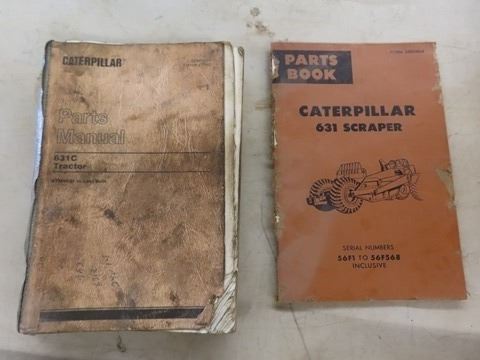 CATERPILLAR
Parts
Manual
631C
Tractor
PARTS
BOOK
CATERPILLAR
631 SCRAPER
SERIAL NUMBERS
56F1 TO 56F568
INCLUSIVE